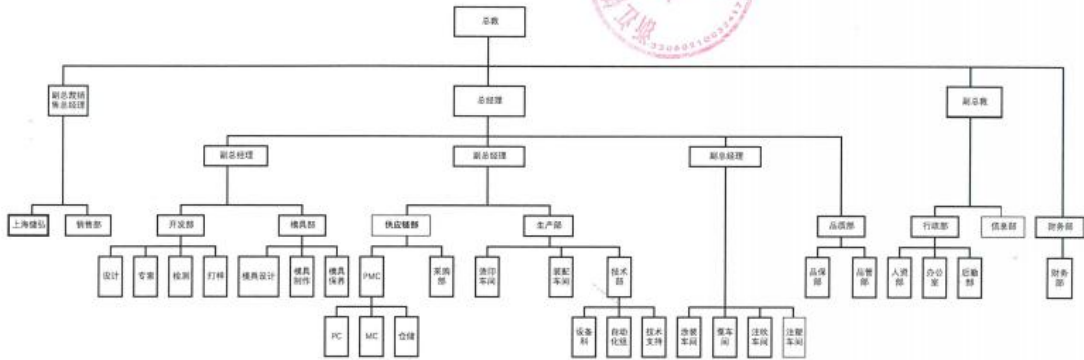 总裁
副总裁销
售总经理
总经理
副总裁
副总经理
副总经理
副总经理
上海健弘
销售部
开发部
模具部
供应链部
生产部
品质部
行政部
信息部
财务部
设计
专案
检测
打样
模具设计
模具
制作
模具
保养
PMC
采购
部
烫印
车间
装配
车间
技术
部
品保
部
品管
部
人资
部
办公
室
后勤
部
财务
部
PC
MC
仓储
设备
科
自动
化组
技术
支持
涂装
车间
泵车
间
注吹
车间
注塑
车间